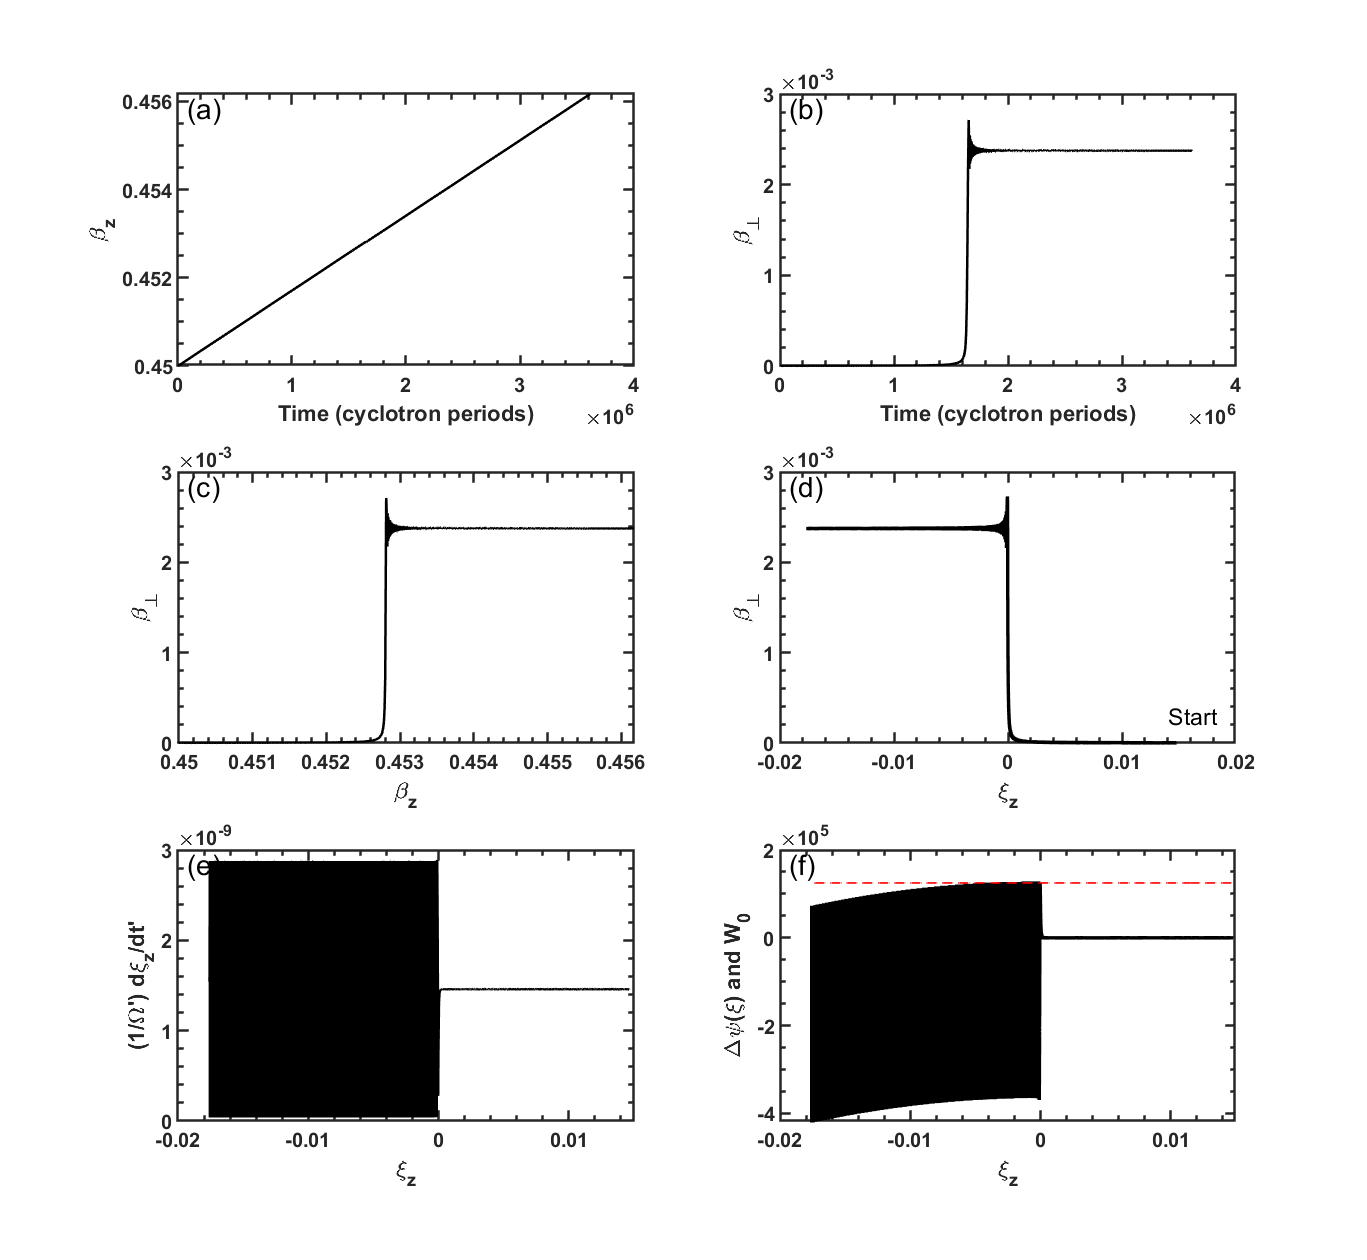 (a)
0.456
0.454
0.452
0.45
β_z
0 1 2 3 4
Time (cyclotron periods) ×10^6
×10^-3
(b)
3
2
1
0
β_⊥
0 1 2 3 4
Time (cyclotron periods) ×10^6
×10^-3
(c)
3
2
1
0
β_⊥
0.45 0.451 0.452 0.453 0.454 0.455 0.456
β_z
×10^-3
(d)
3
2
1
0
β_⊥
Start
-0.02 -0.01 0 0.01 0.02
ξ_z
×10^-9
(e)
3
2
1
0
(1/Ω') dξ_z/dt'
-0.02 -0.01 0 0.01
ξ_z
×10^5
(f)
2
0
-2
-4
Δψ(ξ) and W_0
-0.02 -0.01 0 0.01
ξ_z